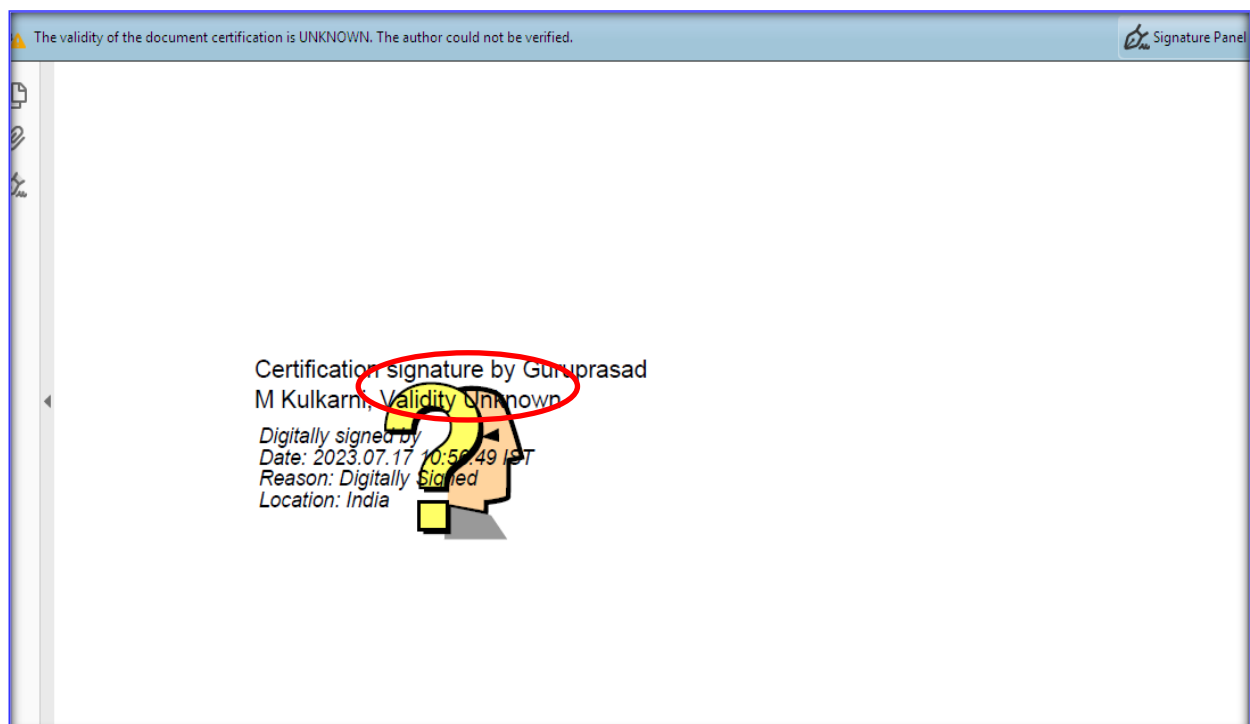 The validity of the document certification is UNKNOWN. The author could not be verified.
Signature Panel
Certification signature by Guruprasad
M Kulkarni, Validity Unknown
Digitally signed by
Date: 2023.07.17 10:56:49 IST
Reason: Digitally Signed
Location: India